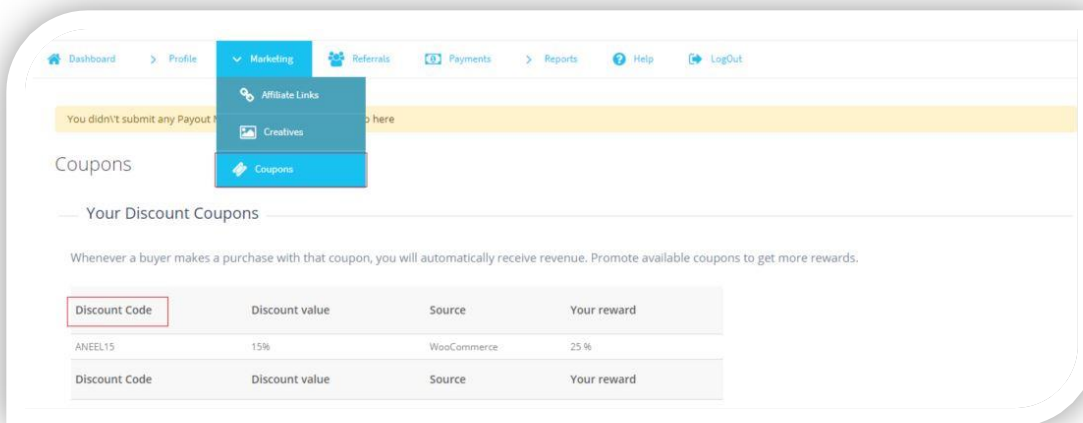 Dashboard Profile Marketing Referrals Payments Reports Help LogOut
Affiliate Links
You didn\'t submit any Payout here
Creatives
Coupons
Coupons
Your Discount Coupons
Whenever a buyer makes a purchase with that coupon, you will automatically receive revenue. Promote available coupons to get more rewards.
Discount Code Discount value Source Your reward
ANEEL15 15% WooCommerce 25 %
Discount Code Discount value Source Your reward